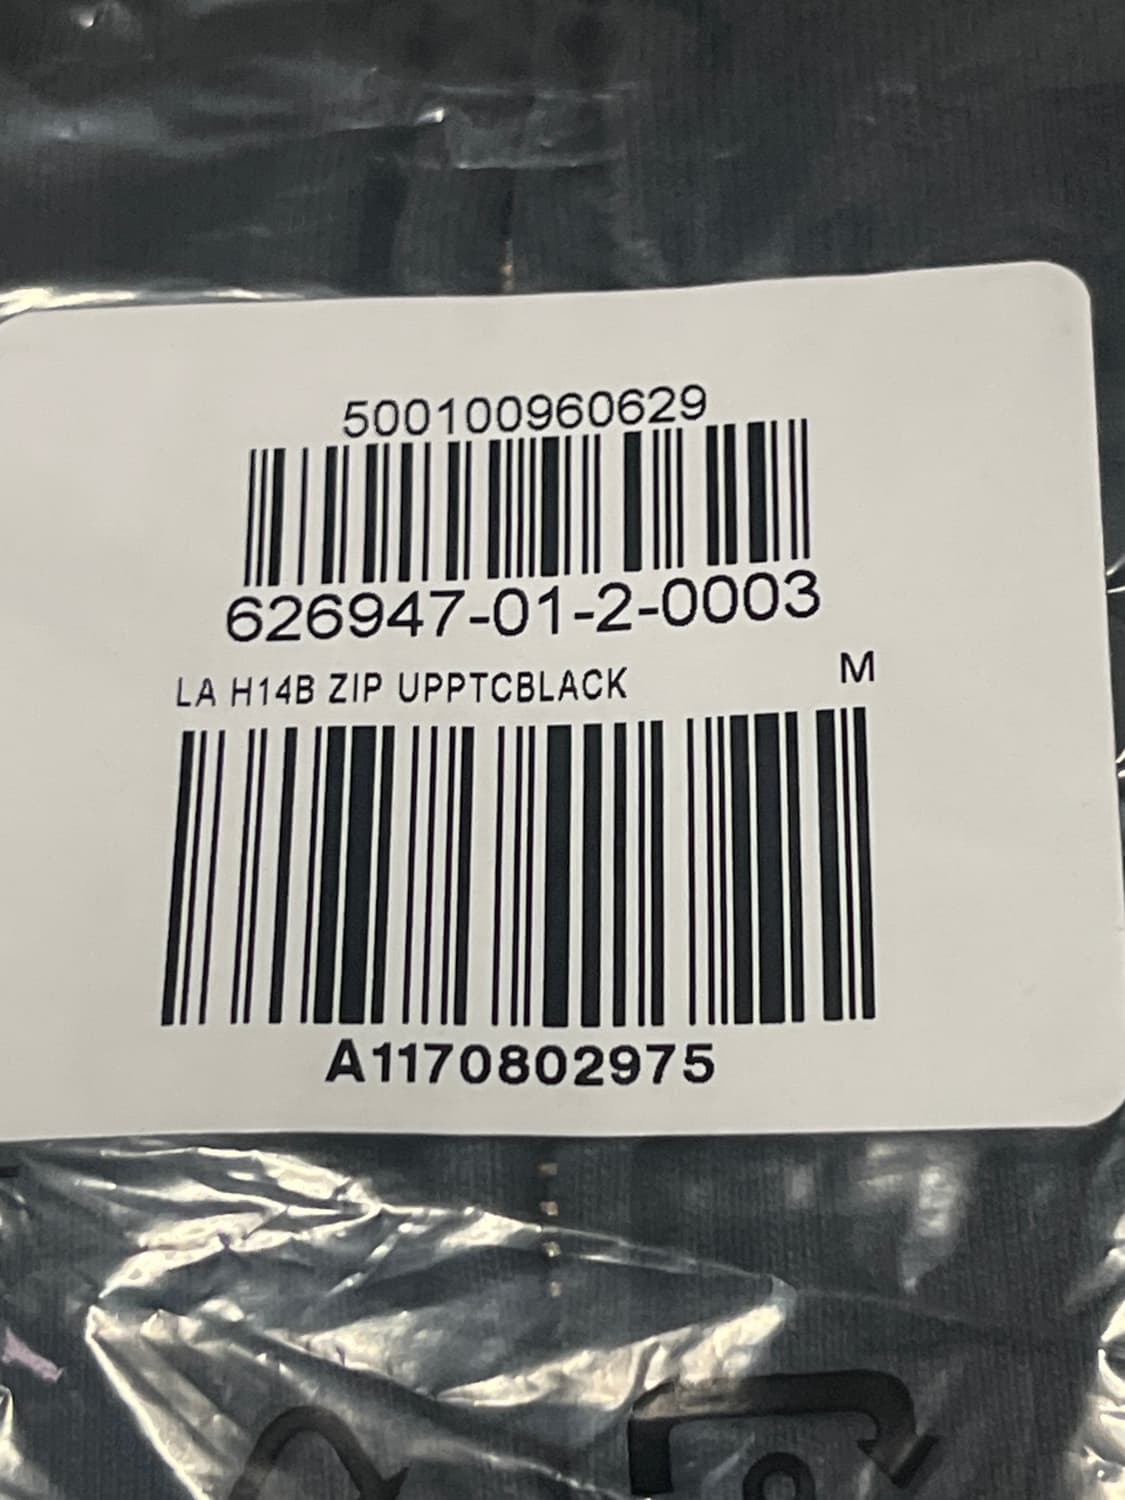 500100960629
626947-01-2-0003
LA H14B ZIP UPPTCBLACK M
A1170802975